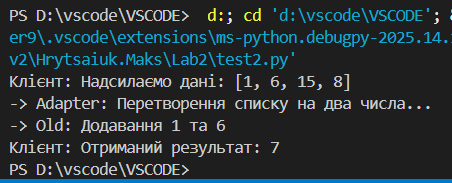 PS D:\vscode\VSCODE>  d:; cd 'd:\vscode\VSCODE'; &
er9\.vscode\extensions\ms-python.debugpy-2025.14.
v2\Hrytsaiuk.Maks\Lab2\test2.py'
Клієнт: Надсилаємо дані: [1, 6, 15, 8]
-> Adapter: Перетворення списку на два числа...
-> Old: Додавання 1 та 6
Клієнт: Отриманий результат: 7
PS D:\vscode\VSCODE>